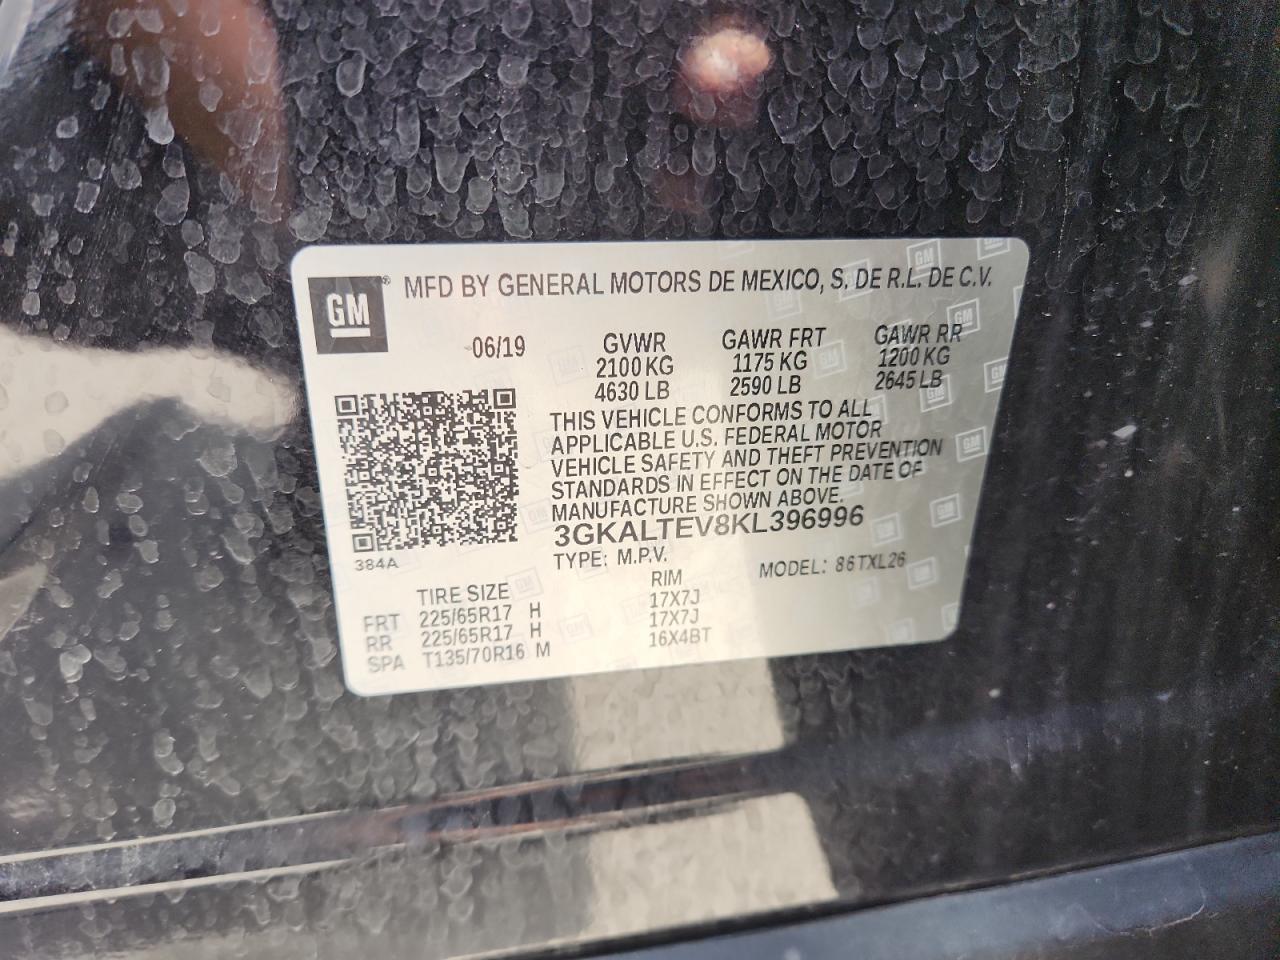 GM
MFD BY GENERAL MOTORS DE MEXICO, S. DE R.L. DE C.V.
06/19 GVWR GAWR FRT GAWR RR
2100 KG 1175 KG 1200 KG
4630 LB 2590 LB 2645 LB
THIS VEHICLE CONFORMS TO ALL
APPLICABLE U.S. FEDERAL MOTOR
VEHICLE SAFETY AND THEFT PREVENTION
STANDARDS IN EFFECT ON THE DATE OF
MANUFACTURE SHOWN ABOVE.
3GKALTEV8KL396996
384A
TYPE: M.P.V. MODEL: 86TXL26
TIRE SIZE RIM
FRT 225/65R17 H 17X7J
RR 225/65R17 H 17X7J
SPA T135/70R16 M 16X4BT